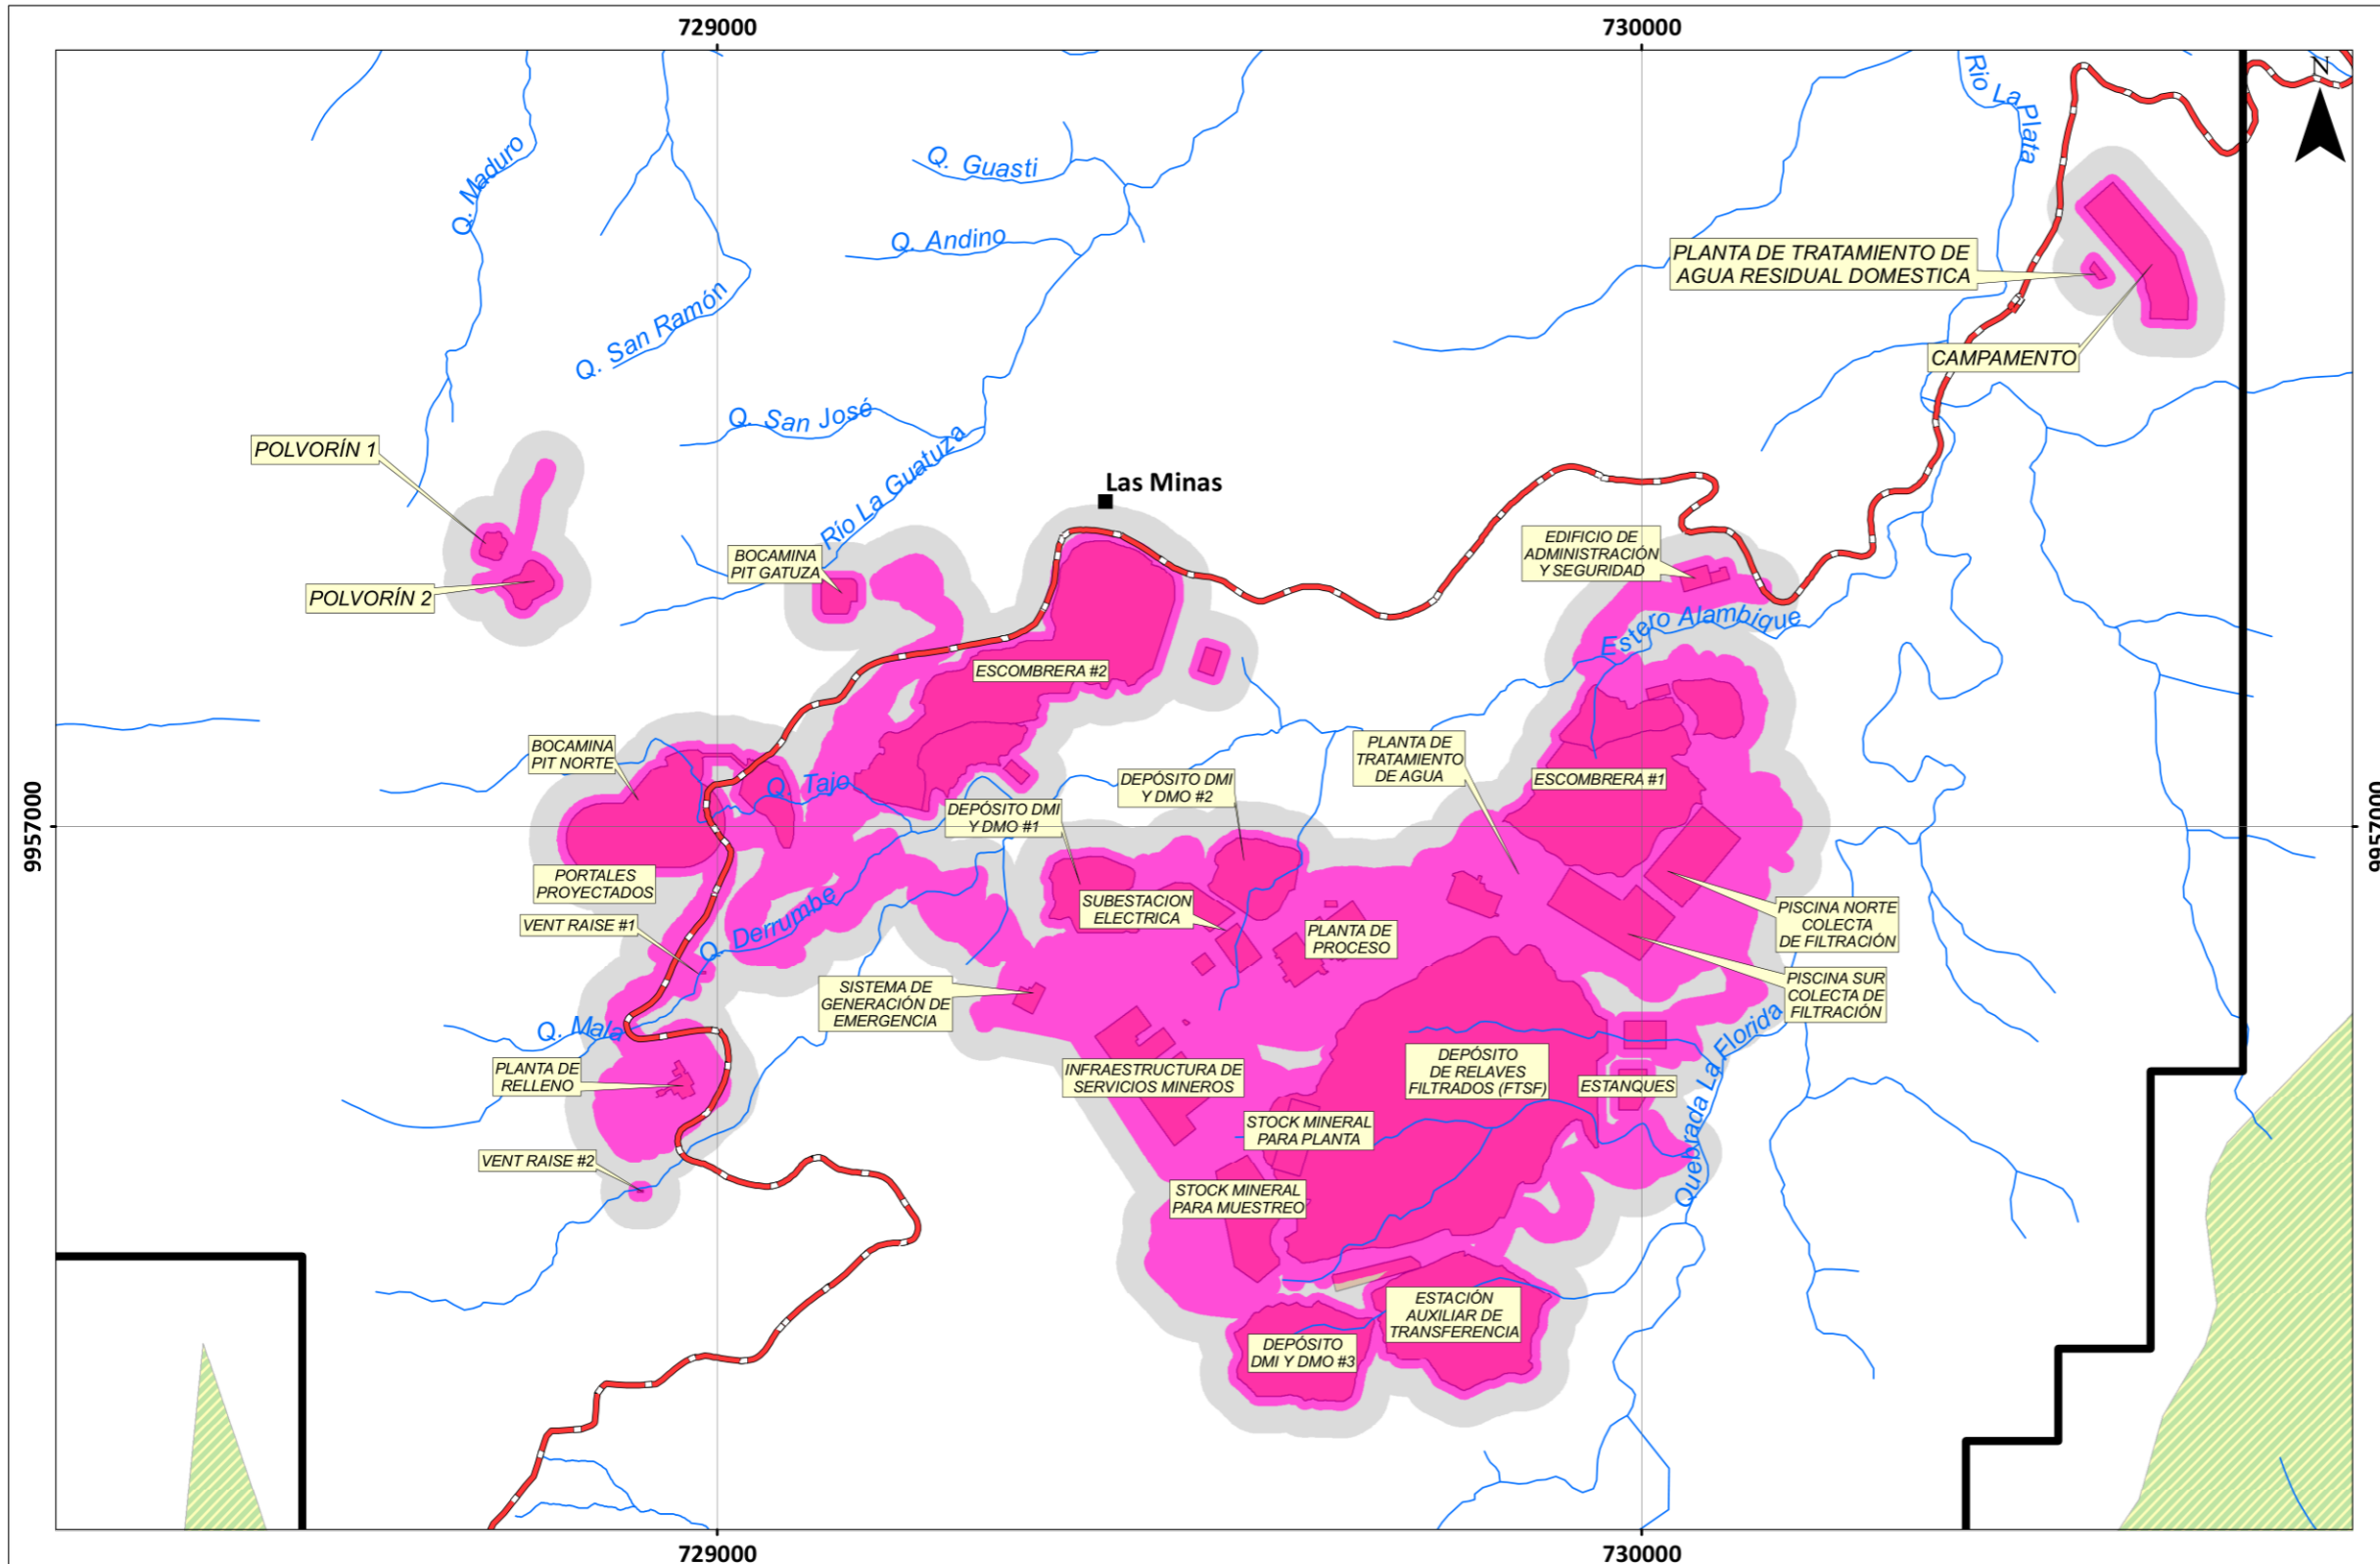 729000
730000
N
Rio La Plata
Q. Maduro
Q. Guasti
Q. Andino
PLANTA DE TRATAMIENTO DE
AGUA RESIDUAL DOMESTICA
Q. San Ramón
CAMPAMENTO
Q. San José
POLVORÍN 1
Río La Guatuza
Las Minas
BOCAMINA
PIT GATUZA
EDIFICIO DE
ADMINISTRACIÓN
Y SEGURIDAD
POLVORÍN 2
Estero Alambique
ESCOMBRERA #2
BOCAMINA
PIT NORTE
PLANTA DE
TRATAMIENTO
DE AGUA
Q. Tajo
DEPÓSITO DMI
Y DMO #2
ESCOMBRERA #1
DEPÓSITO DMI
Y DMO #1
9957000
9957000
PORTALES
PROYECTADOS
SUBESTACION
ELECTRICA
VENT RAISE #1
Q. Derrumbe
PLANTA DE
PROCESO
PISCINA NORTE
COLECTA
DE FILTRACIÓN
SISTEMA DE
GENERACIÓN DE
EMERGENCIA
PISCINA SUR
COLECTA DE
FILTRACIÓN
Q. Mala
PLANTA DE
RELLENO
INFRAESTRUCTURA DE
SERVICIOS MINEROS
DEPÓSITO
DE RELAVES
FILTRADOS (FTSF)
ESTANQUES
Quebrada La Florida
STOCK MINERAL
PARA PLANTA
VENT RAISE #2
STOCK MINERAL
PARA MUESTREO
ESTACIÓN
AUXILIAR DE
TRANSFERENCIA
DEPÓSITO
DMI Y DMO #3
729000
730000